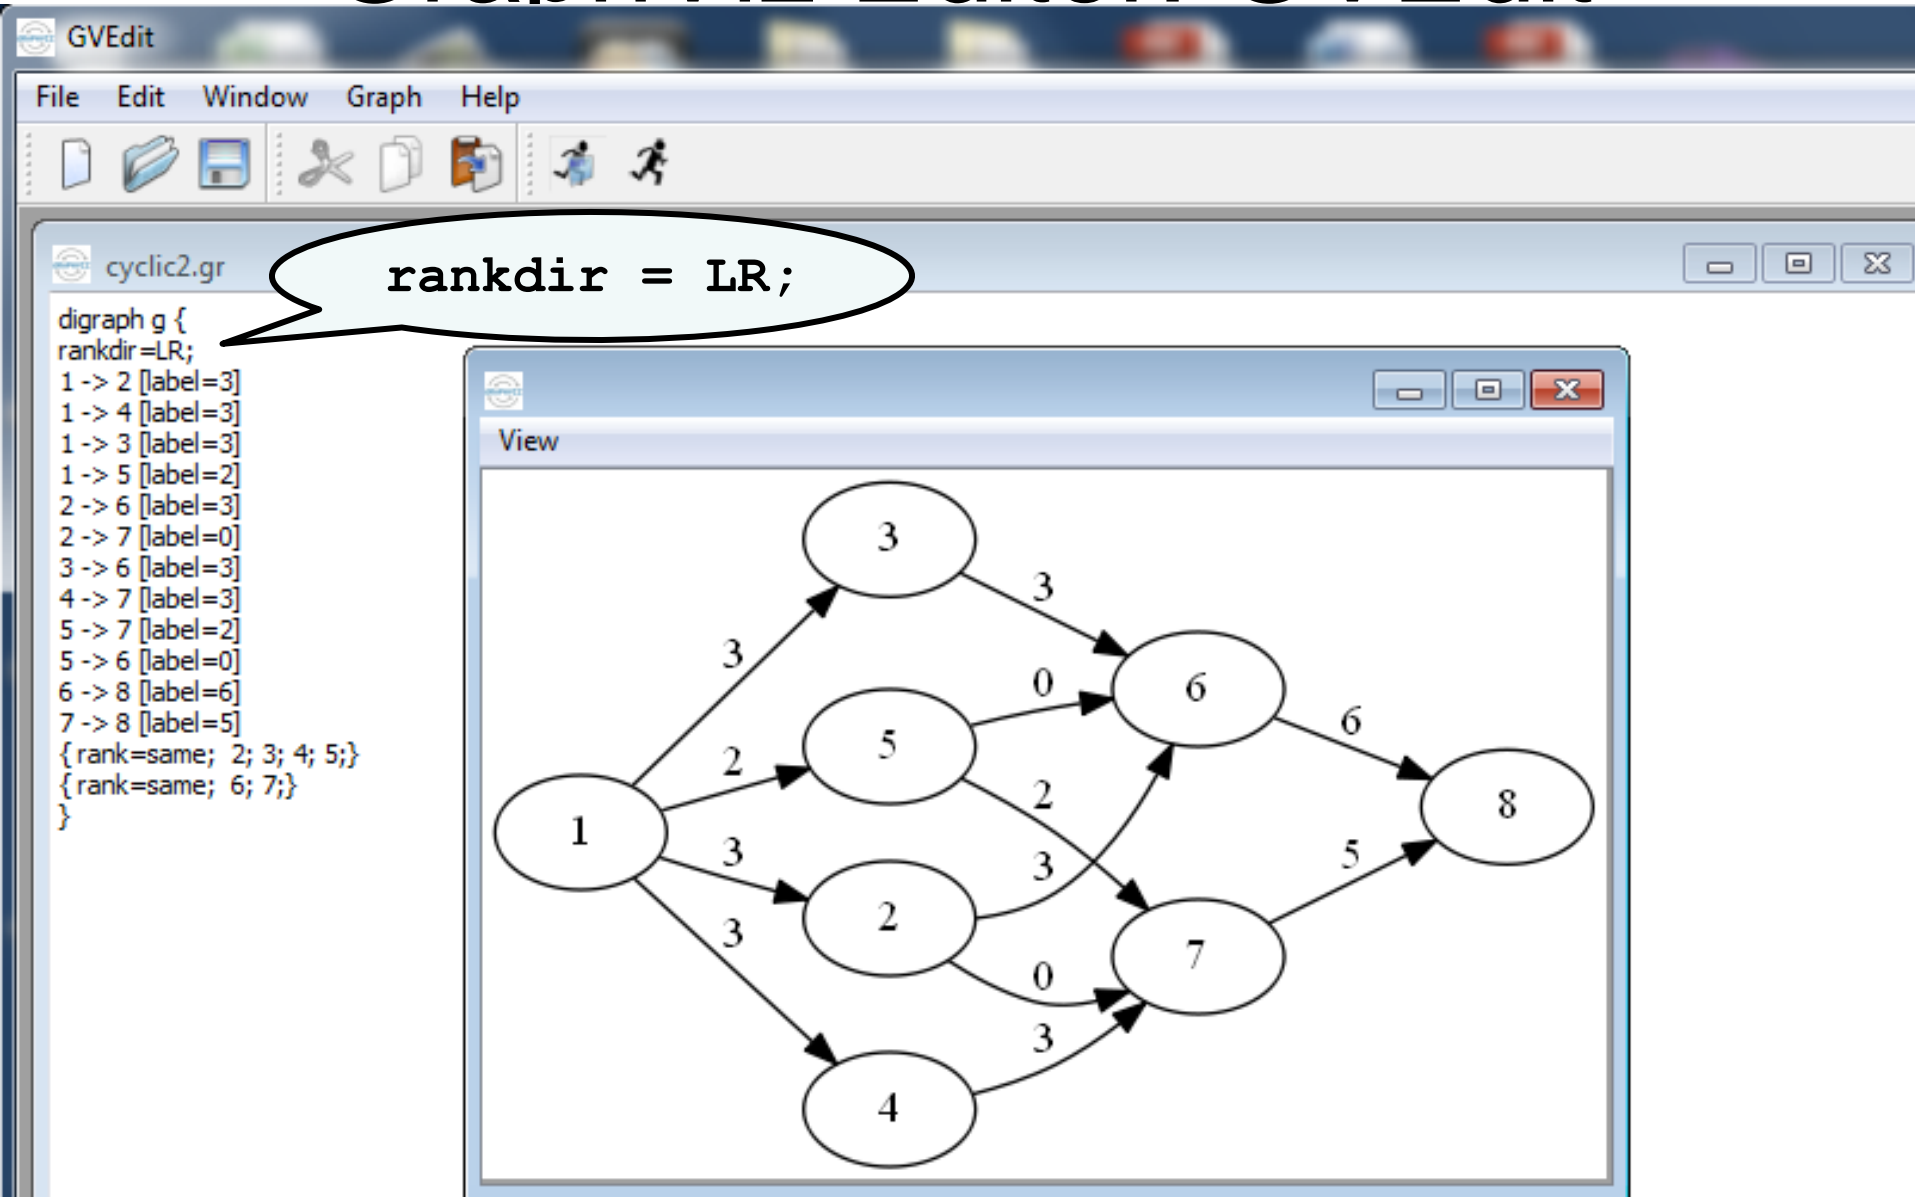 GVEdit
File Edit Window Graph Help
cyclic2.gr
rankdir = LR;
digraph g {
rankdir=LR;
1 -> 2 [label=3]
1 -> 4 [label=3]
1 -> 3 [label=3]
1 -> 5 [label=2]
2 -> 6 [label=3]
2 -> 7 [label=0]
3 -> 6 [label=3]
4 -> 7 [label=3]
5 -> 7 [label=2]
5 -> 6 [label=0]
6 -> 8 [label=6]
7 -> 8 [label=5]
{ rank=same; 2; 3; 4; 5;}
{ rank=same; 6; 7;}
}
View
3
3
3
0
6
6
5
2
2
8
1
3
3
5
2
7
3
0
3
4